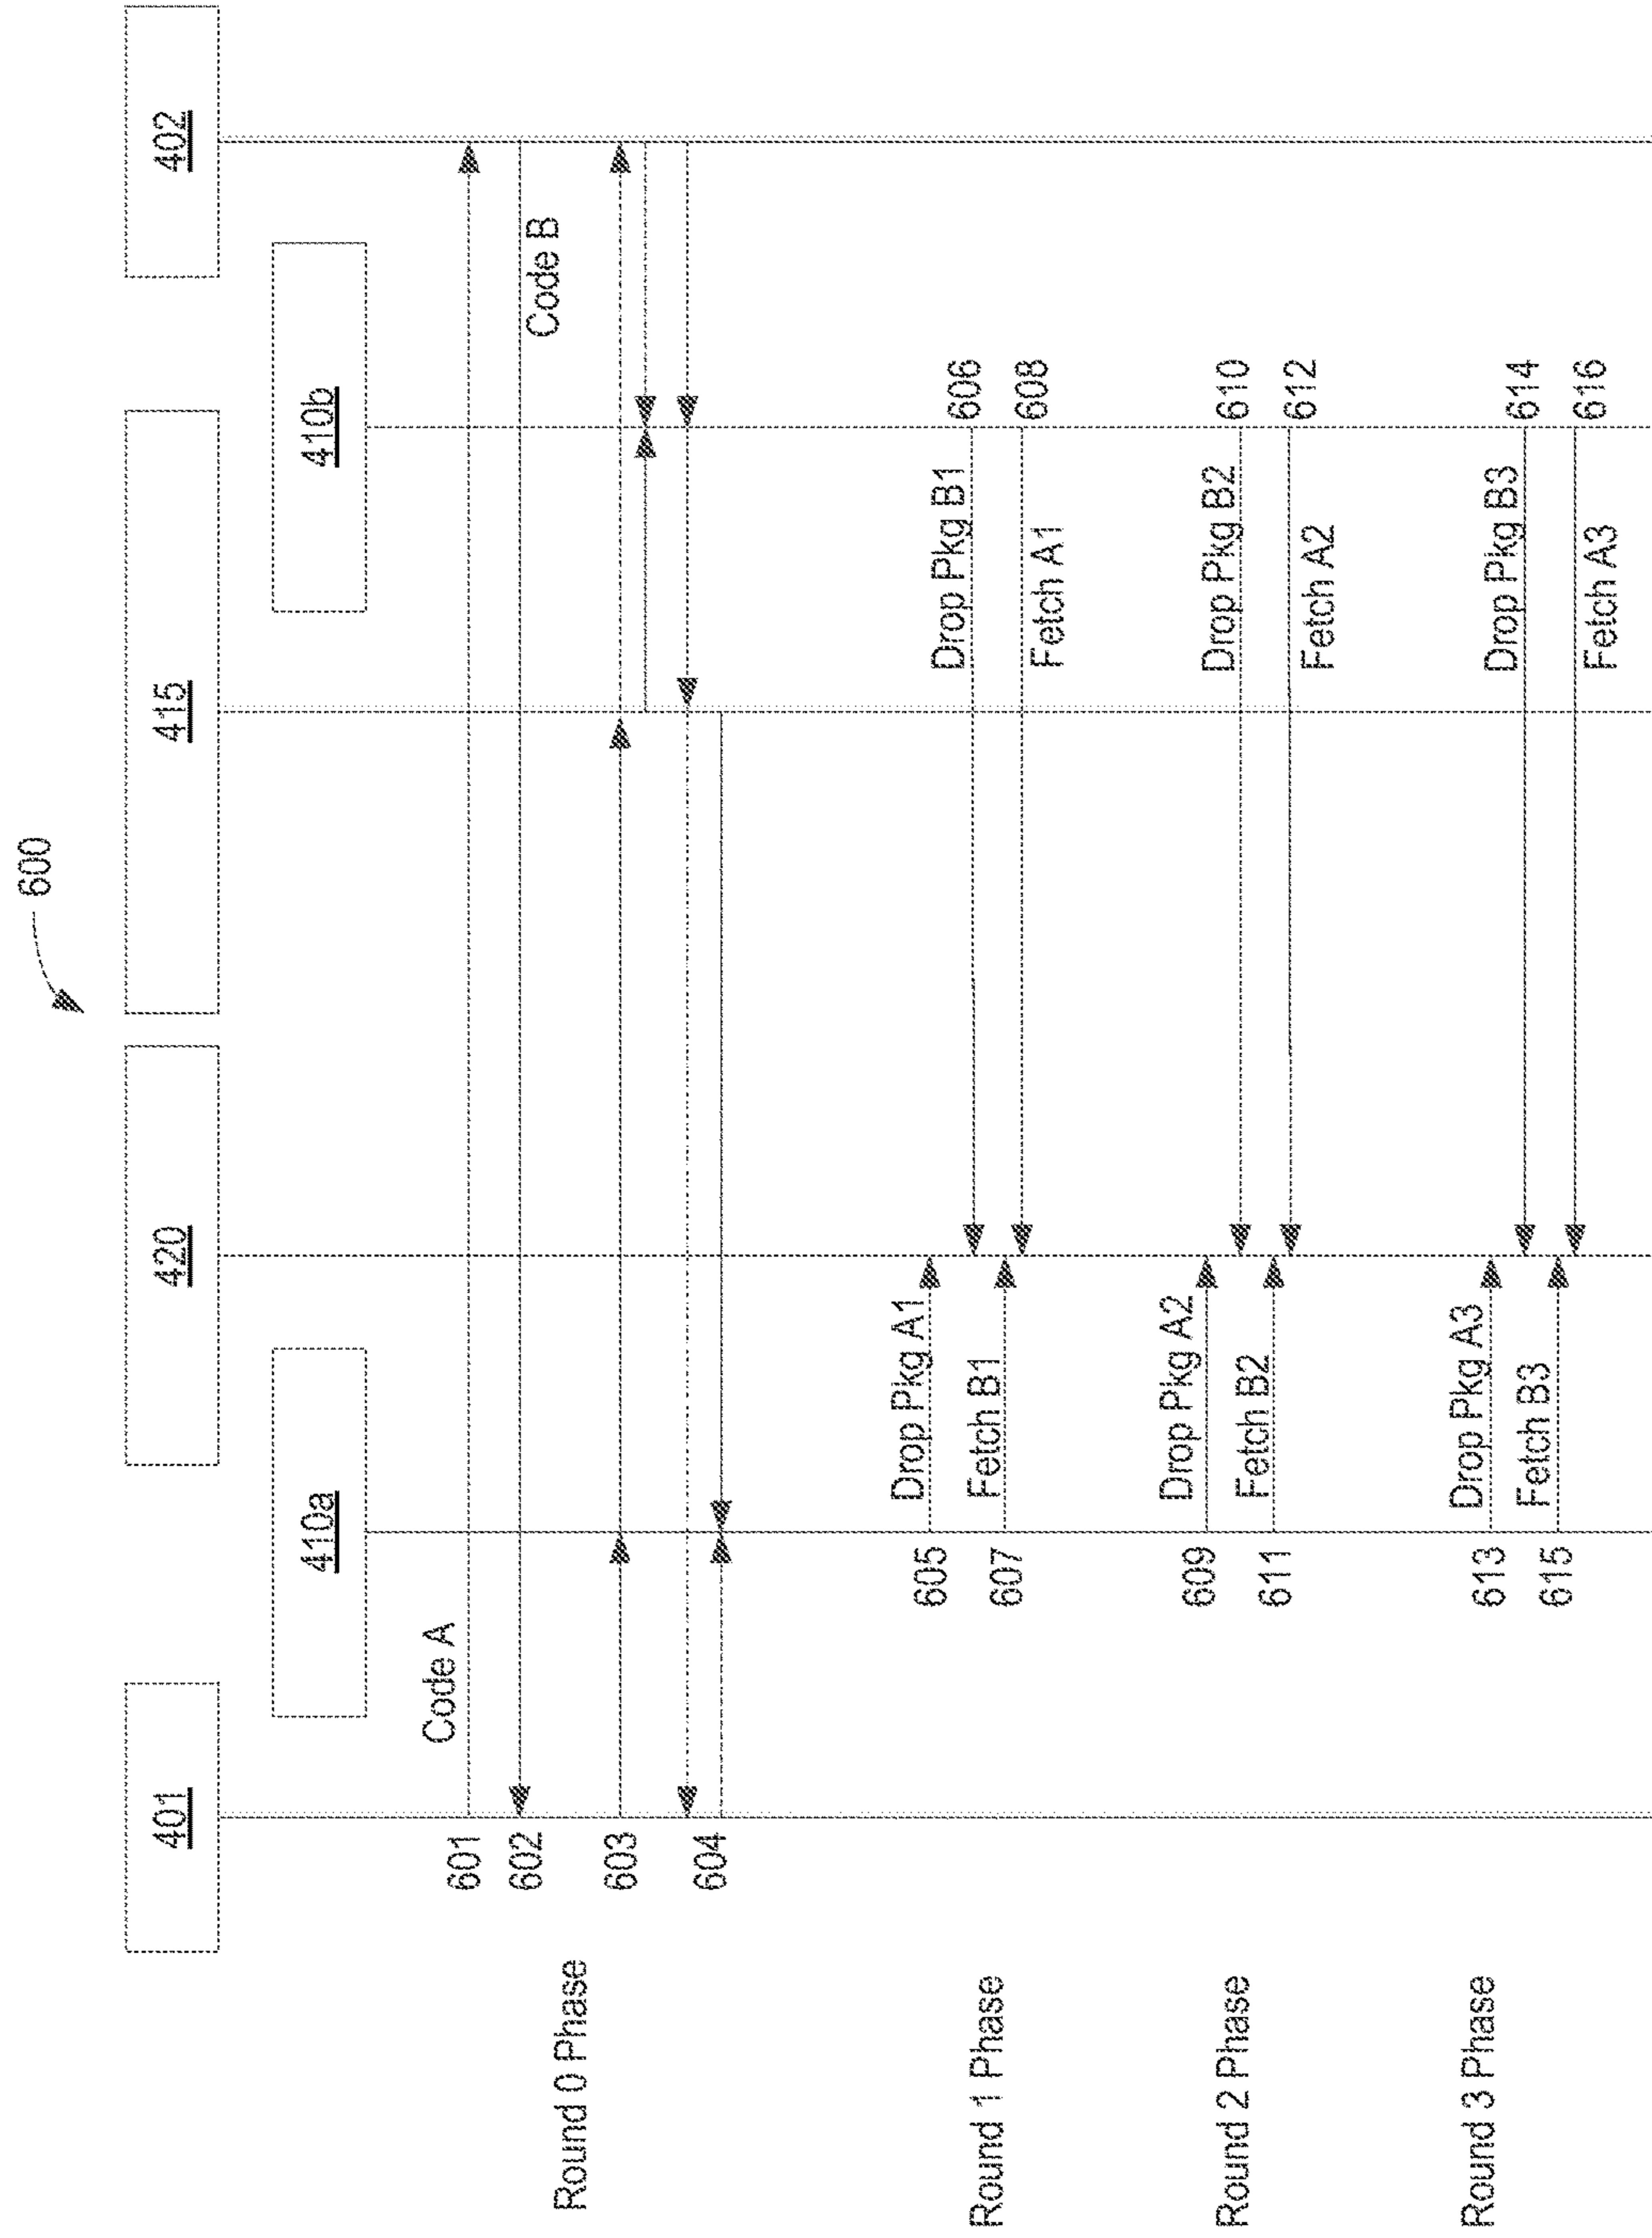 600
401
420
415
402
410a
410b
Code A
601
602
Code B
Round 0 Phase
603
604
Drop Pkg A1
605
Drop Pkg B1
606
Round 1 Phase
Fetch B1
607
Fetch A1
608
Drop Pkg A2
609
Drop Pkg B2
610
Round 2 Phase
Fetch B2
611
Fetch A2
612
Drop Pkg A3
613
Drop Pkg B3
614
Round 3 Phase
Fetch B3
615
Fetch A3
616